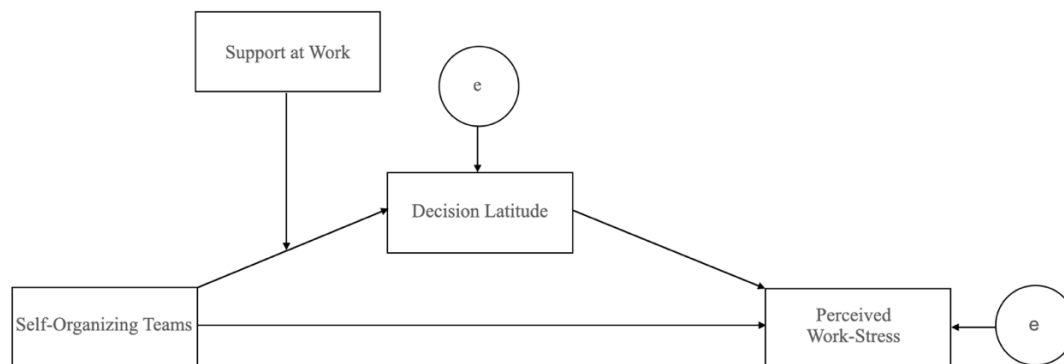 Support at Work
e
Decision Latitude
Self-Organizing Teams
Perceived
Work-Stress
e